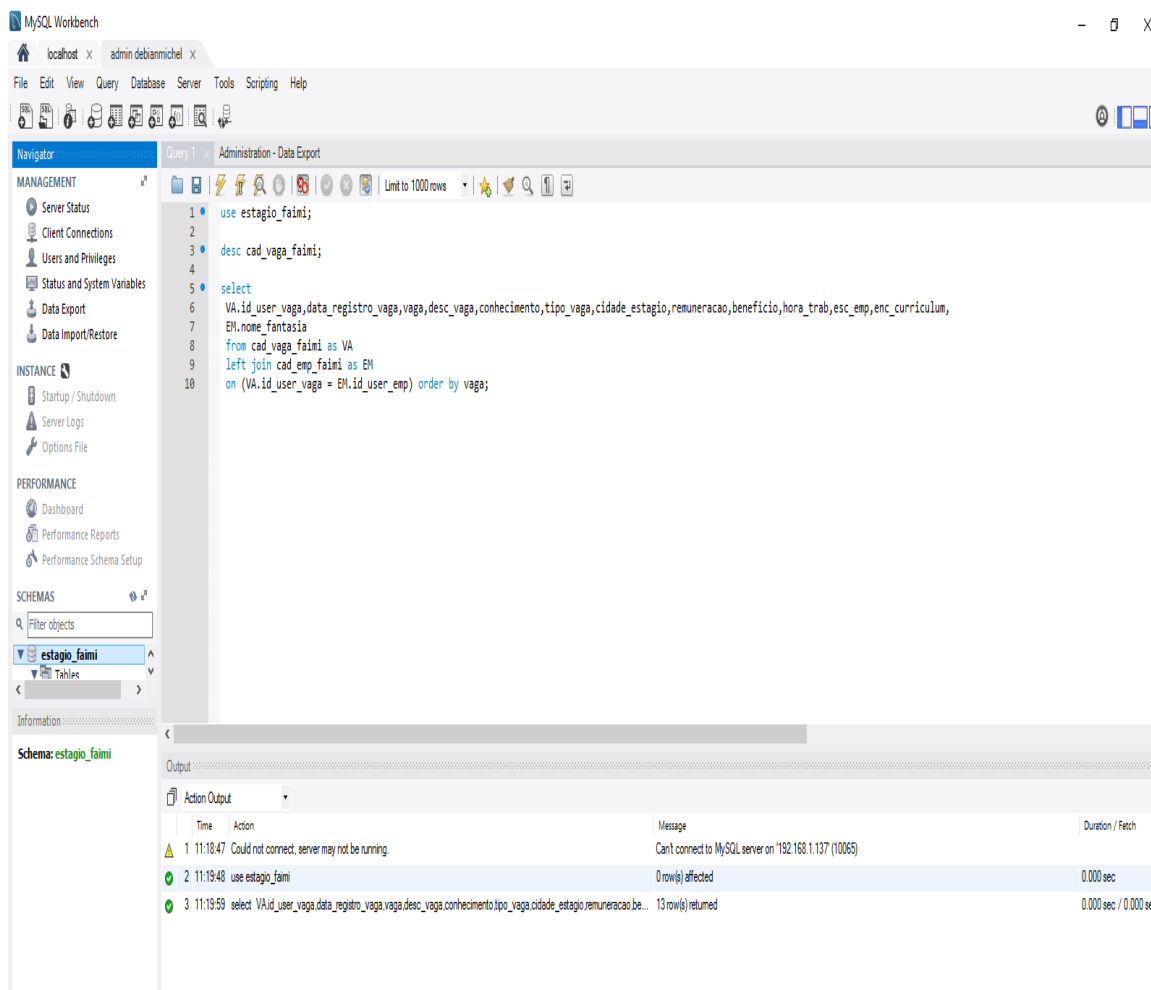 MySQL Workbench
localhost x admin debianmichel x
File Edit View Query Database Server Tools Scripting Help
Navigator
MANAGEMENT
Server Status
Client Connections
Users and Privileges
Status and System Variables
Data Export
Data Import/Restore
INSTANCE
Startup / Shutdown
Server Logs
Options File
PERFORMANCE
Dashboard
Performance Reports
Performance Schema Setup
SCHEMAS
Filter objects
estagio_faimi
Tables
Information
Schema: estagio_faimi
Query 1 x Administration - Data Export
Limit to 1000 rows
1 use estagio_faimi;
2
3 desc cad_vaga_faimi;
4
5 select
6 VA.id_user_vaga,data_registro_vaga,vaga,desc_vaga,conhecimento,tipo_vaga,cidade_estagio,remuneracao,beneficio,hora_trab,esc_emp,enc_curriculum,
7 EM.nome_fantasia
8 from cad_vaga_faimi as VA
9 left join cad_emp_faimi as EM
10 on (VA.id_user_vaga = EM.id_user_emp) order by vaga;
Output
Action Output
Time Action Message Duration / Fetch
1 11:18:47 Could not connect, server may not be running. Can't connect to MySQL server on '192.168.1.137' (10065)
2 11:19:48 use estagio_faimi 0 row(s) affected 0.000 sec
3 11:19:59 select VA.id_user_vaga,data_registro_vaga,vaga,desc_vaga,conhecimento,tipo_vaga,cidade_estagio,remuneracao,be... 13 row(s) returned 0.000 sec / 0.000 se